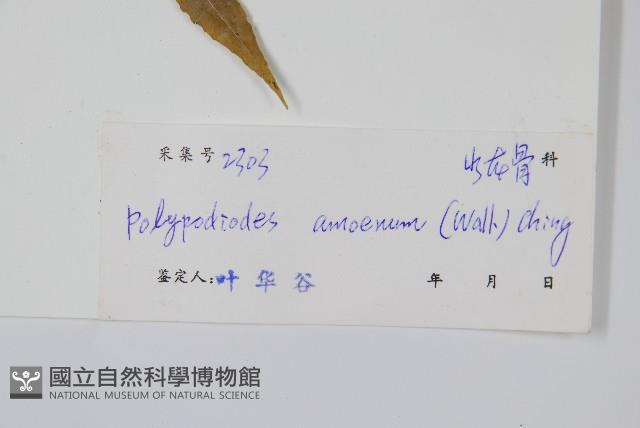 采集号 2303 水龙骨 科
Polypodiodes amoenum (Wall.) Ching
鉴定人: 叶华谷 年 月 日
國立自然科學博物館
NATIONAL MUSEUM OF NATURAL SCIENCE